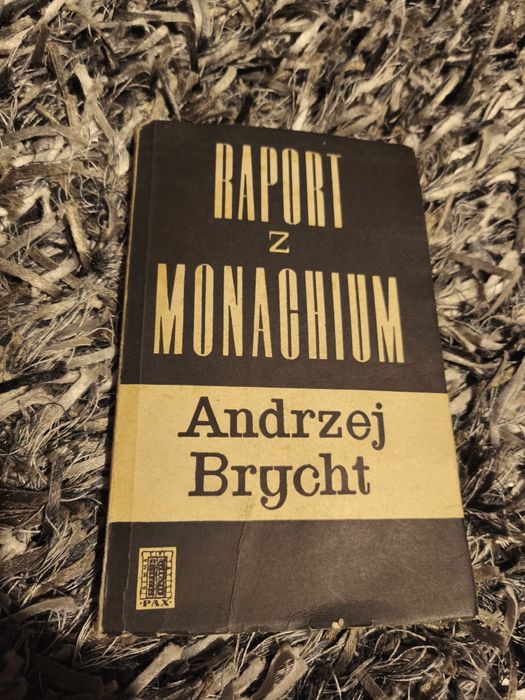 RAPORT
Z
MONACHIUM
Andrzej
Brycht
PAX